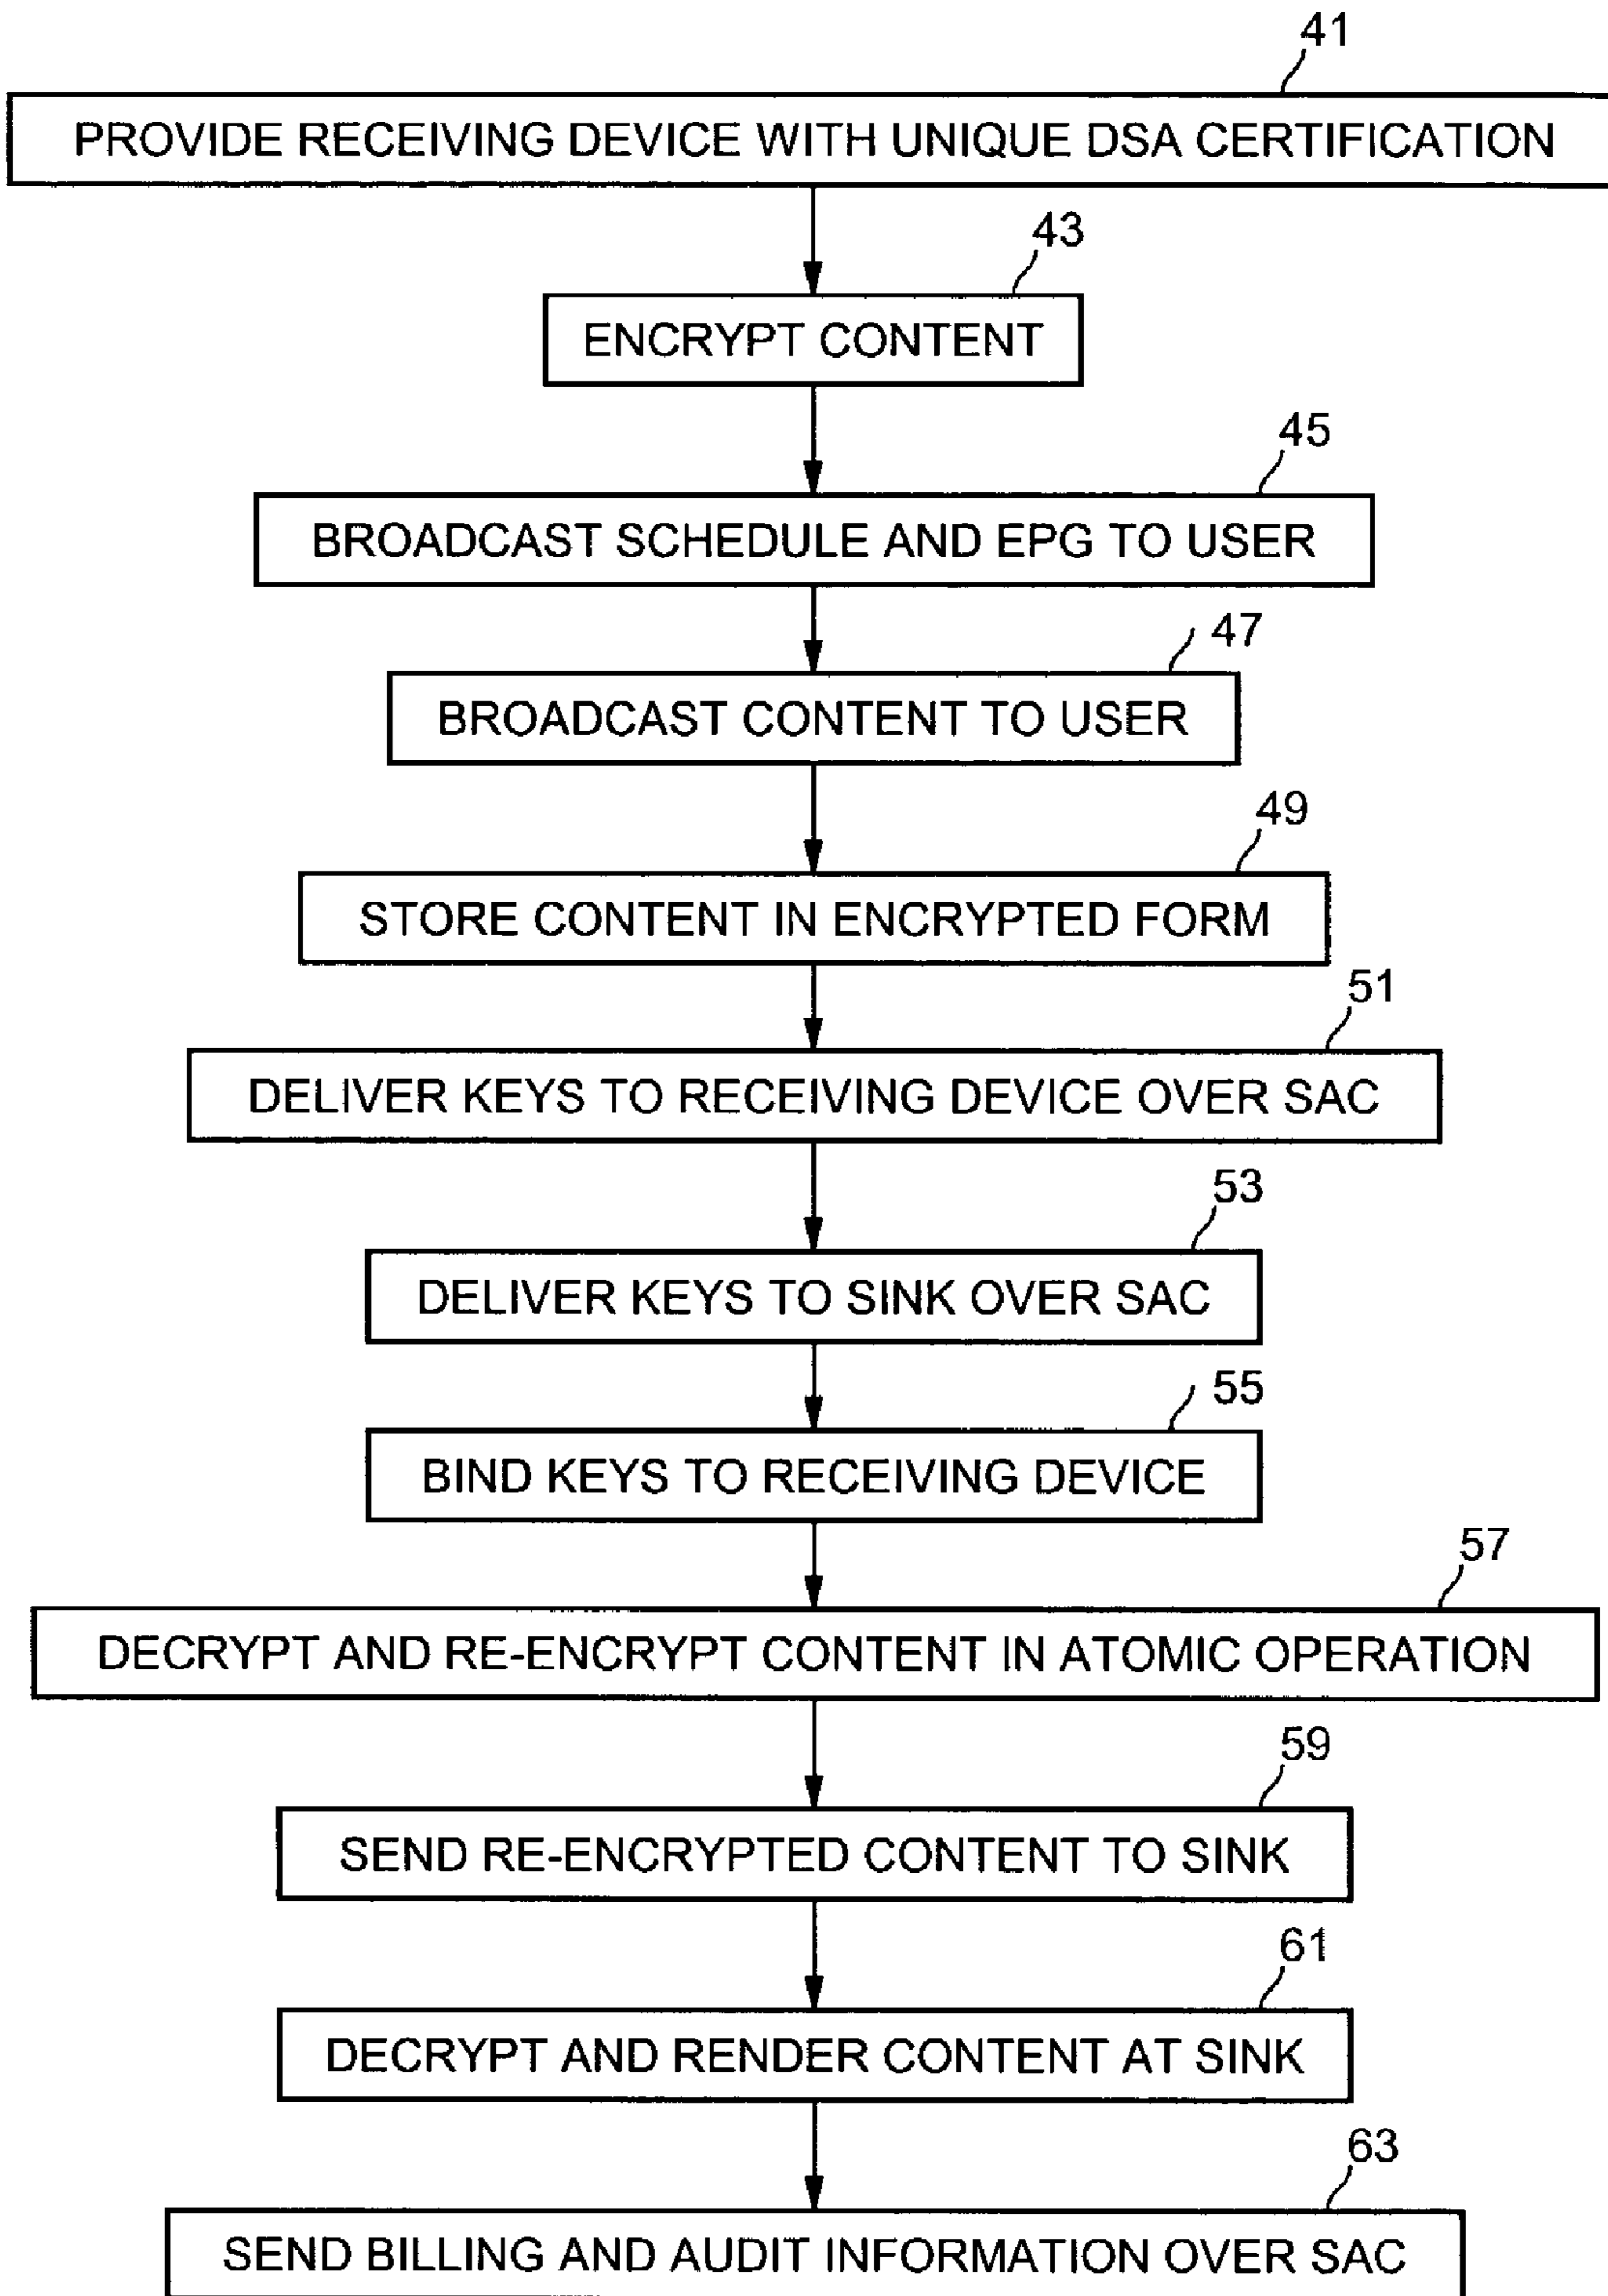 41
PROVIDE RECEIVING DEVICE WITH UNIQUE DSA CERTIFICATION
43
ENCRYPT CONTENT
45
BROADCAST SCHEDULE AND EPG TO USER
47
BROADCAST CONTENT TO USER
49
STORE CONTENT IN ENCRYPTED FORM
51
DELIVER KEYS TO RECEIVING DEVICE OVER SAC
53
DELIVER KEYS TO SINK OVER SAC
55
BIND KEYS TO RECEIVING DEVICE
57
DECRYPT AND RE-ENCRYPT CONTENT IN ATOMIC OPERATION
59
SEND RE-ENCRYPTED CONTENT TO SINK
61
DECRYPT AND RENDER CONTENT AT SINK
63
SEND BILLING AND AUDIT INFORMATION OVER SAC